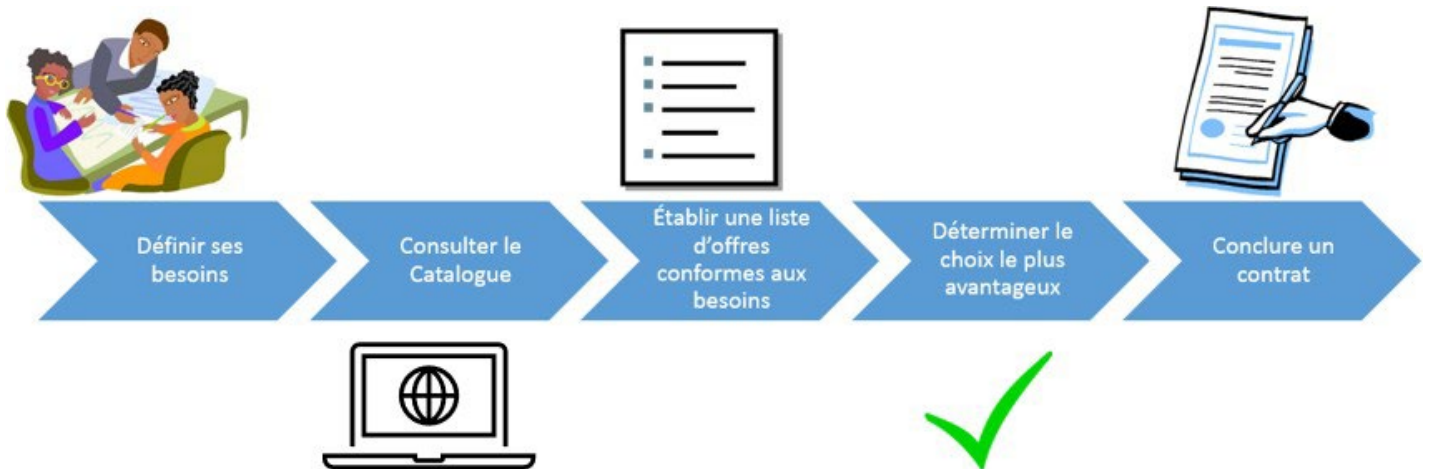 Définir ses
besoins
Consulter le
Catalogue
Établir une liste
d'offres
conformes aux
besoins
Déterminer le
choix le plus
avantageux
Conclure un
contrat